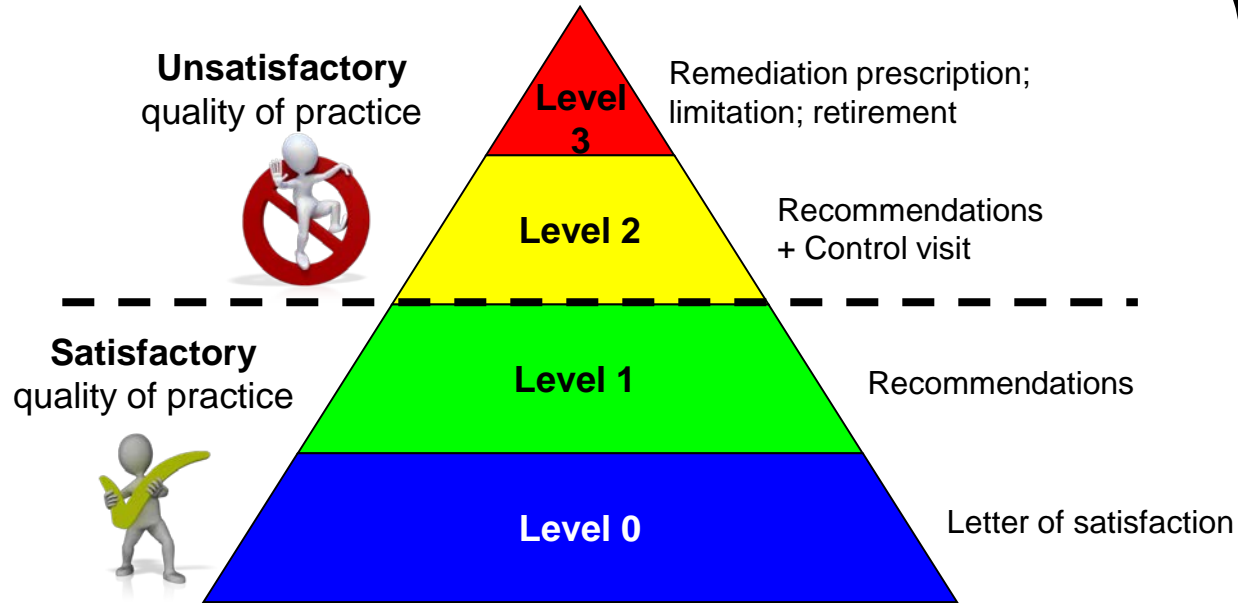 Unsatisfactory
quality of practice
Level
3
Remediation prescription;
limitation; retirement
Level 2
Recommendations
+ Control visit
Satisfactory
quality of practice
Level 1
Recommendations
Level 0
Letter of satisfaction